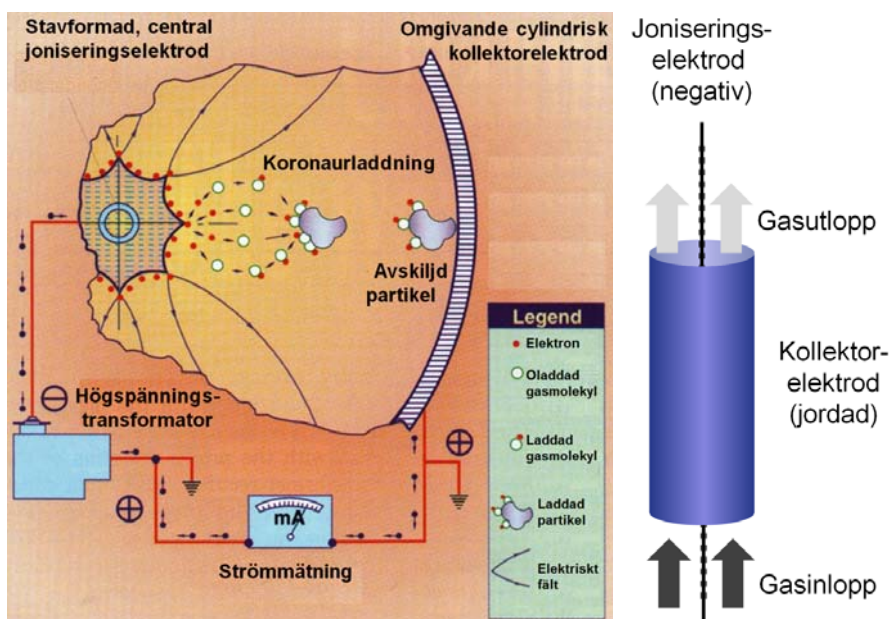 Stavformad, central
joniseringselektrod
Omgivande cylindrisk
kollektorelektrod
Koronaurladdning
Avskiljd
partikel
Högspännings-
transformator
mA
Strömmätning
Legend
Elektron
Oladdad
gasmolekyl
Laddad
gasmolekyl
Laddad
partikel
Elektriskt
fält
Joniserings-
elektrod
(negativ)
Gasutlopp
Kollektor-
elektrod
(jordad)
Gasinlopp